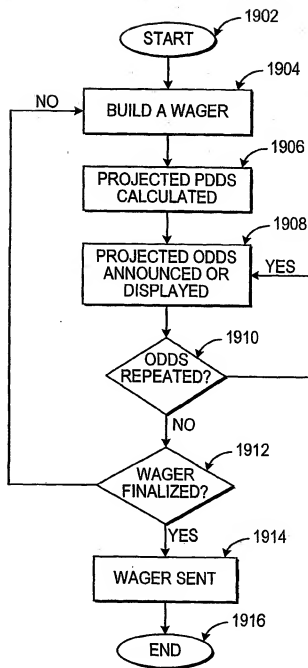 START
1902
NO
BUILD A WAGER
1904
PROJECTED PDDS
CALCULATED
1906
PROJECTED ODDS
ANNOUNCED OR
DISPLAYED
1908
YES
ODDS
REPEATED?
1910
NO
WAGER
FINALIZED?
1912
YES
WAGER SENT
1914
END
1916